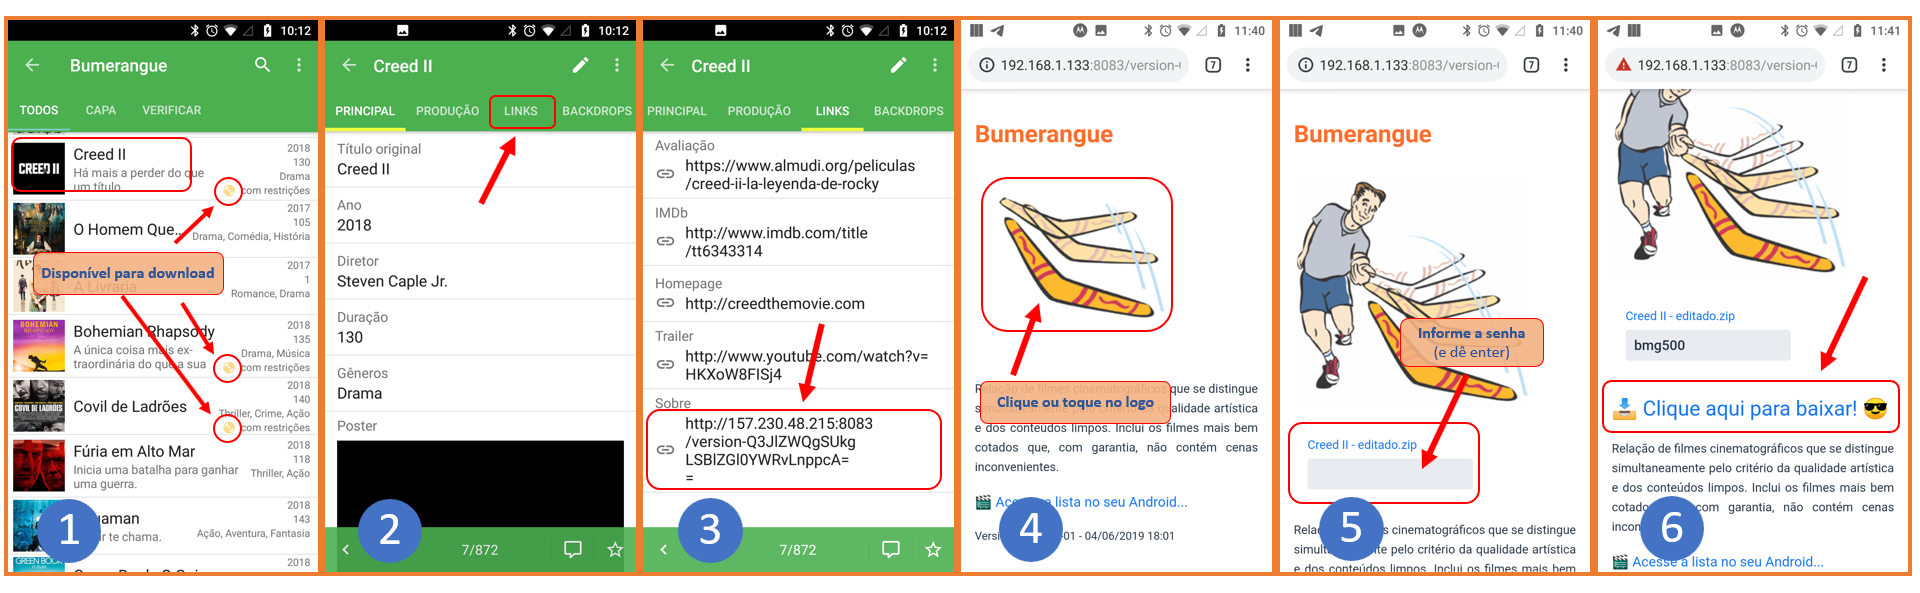 10:12
Bumerangue
TODOS
CAPA
VERIFICAR
CREED II
Creed II
Há mais a perder do que
um título
2018
130
Drama
com restrições
O Homem Que...
2017
105
Drama, Comédia, História
Disponível para download
A Livraria
2017
1
Romance, Drama
BOHEMIAN
RHAPSODY
Bohemian Rhapsody
A única coisa mais ex-
traordinária do que a sua
2018
135
Drama, Música
com restrições
COVIL DE LADRÕES
Covil de Ladrões
2018
140
Thriller, Crime, Ação
com restrições
Fúria em Alto Mar
Inicia uma batalha para ganhar
uma guerra.
2018
118
Thriller, Ação
uaman
ar te chama.
2018
143
Ação, Aventura, Fantasia
GREEN BOOK
2018
1
10:12
Creed II
PRINCIPAL
PRODUÇÃO
LINKS
BACKDROPS
Título original
Creed II
Ano
2018
Diretor
Steven Caple Jr.
Duração
130
Gêneros
Drama
Poster
7/872
2
10:12
Creed II
PRINCIPAL
PRODUÇÃO
LINKS
BACKDROPS
Avaliação
https://www.almudi.org/peliculas
/creed-ii-la-leyenda-de-rocky
IMDb
http://www.imdb.com/title
/tt6343314
Homepage
http://creedthemovie.com
Trailer
http://www.youtube.com/watch?v=
HKXoW8FISj4
Sobre
http://157.230.48.215:8083
/version-Q3JlZWQgSUkg
LSBlZGl0YWRvLnppcA=
=
7/872
3
11:40
192.168.1.133:8083/version-
7
Bumerangue
Relação de filmes cinematográficos que se distingue
Clique ou toque no logo
qualidade artística
e dos conteúdos limpos. Inclui os filmes mais bem
cotados que, com garantia, não contém cenas
inconvenientes.
Acesse a lista no seu Android...
Versi
-01 - 04/06/2019 18:01
4
11:40
192.168.1.133:8083/version-
7
Bumerangue
Informe a senha
(e dê enter)
Creed II - editado.zip
s cinematográficos que se distingue
simultaneamente pelo critério da qualidade artística
e dos conteúdos limpos. Inclui os filmes mais bem
5
11:41
192.168.1.133:8083/version-
7
Creed II - editado.zip
bmg500
Clique aqui para baixar!
Relação de filmes cinematográficos que se distingue
simultaneamente pelo critério da qualidade artística
e dos conteúdos limpos. Inclui os filmes mais bem
com garantia, não contém cenas
Acesse a lista no seu Android...
6